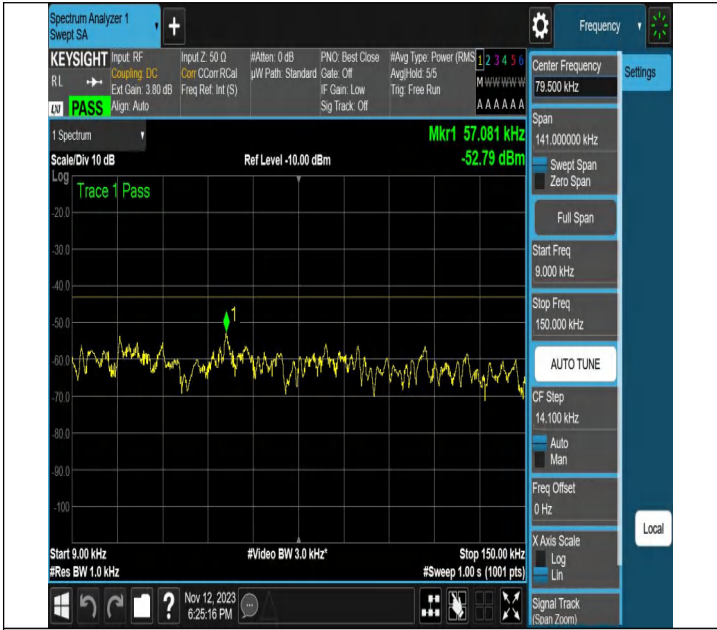 Spectrum Analyzer 1
Swept SA
+
Frequency
KEYSIGHT
RL
LXI PASS
Input: RF
Coupling: DC
Ext Gain: 3.80 dB
Align: Auto
Input Z: 50 Ω
Corr CCorr RCal
Freq Ref: Int (S)
#Atten: 0 dB
µW Path: Standard
PNO: Best Close
Gate: Off
IF Gain: Low
Sig Track: Off
#Avg Type: Power (RMS
Avg|Hold: 5/5
Trig: Free Run
1 2 3 4 5 6
M W W W W W
A A A A A A
1 Spectrum
Scale/Div 10 dB
Ref Level -10.00 dBm
Mkr1 57.081 kHz
-52.79 dBm
Log
Trace 1 Pass
-20.0
-30.0
-40.0
-50.0
-60.0
-70.0
-80.0
-90.0
-100
1
Start 9.00 kHz
#Res BW 1.0 kHz
#Video BW 3.0 kHz*
Stop 150.00 kHz
#Sweep 1.00 s (1001 pts)
Nov 12, 2023
6:25:16 PM
?
Center Frequency
79.500 kHz
Span
141.000000 kHz
Swept Span
Zero Span
Full Span
Start Freq
9.000 kHz
Stop Freq
150.000 kHz
AUTO TUNE
CF Step
14.100 kHz
Auto
Man
Freq Offset
0 Hz
X Axis Scale
Log
Lin
Signal Track
(Span Zoom)
Settings
Local